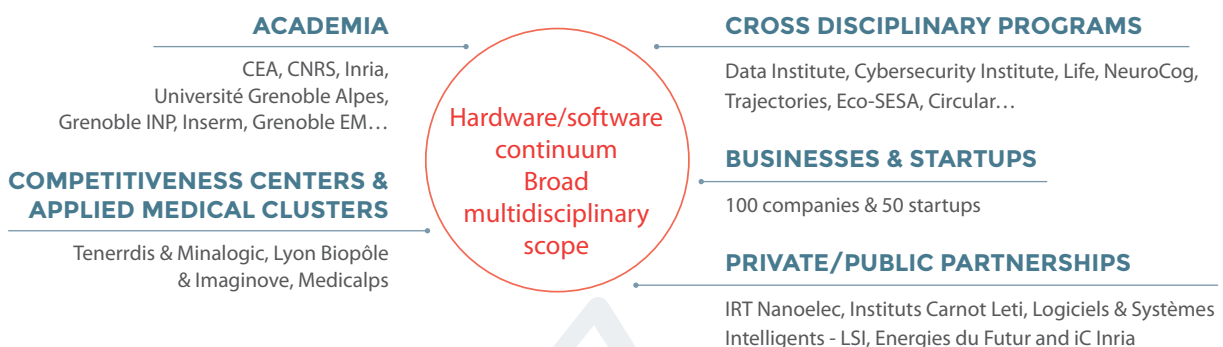 ACADEMIA
CEA, CNRS, Inria,
Université Grenoble Alpes,
Grenoble INP, Inserm, Grenoble EM…
COMPETITIVENESS CENTERS &
APPLIED MEDICAL CLUSTERS
Tenerrdis & Minalogic, Lyon Biopôle
& Imaginove, Medicalps
Hardware/software
continuum
Broad
multidisciplinary
scope
CROSS DISCIPLINARY PROGRAMS
Data Institute, Cybersecurity Institute, Life, NeuroCog,
Trajectories, Eco-SESA, Circular…
BUSINESSES & STARTUPS
100 companies & 50 startups
PRIVATE/PUBLIC PARTNERSHIPS
IRT Nanoelec, Instituts Carnot Leti, Logiciels & Systèmes
Intelligents - LSI, Energies du Futur and iC Inria